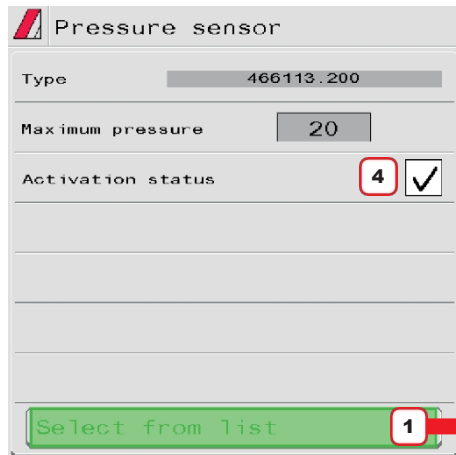 Pressure sensor
Type 466113.200
Maximum pressure 20
Activation status 4
Select from list 1